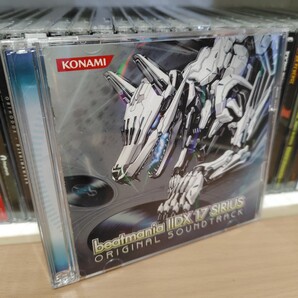 KONAMI
beatmania IIDX 17 SIRIUS
ORIGINAL SOUNDTRACK